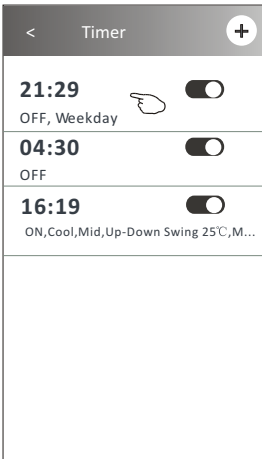 < Timer +
21:29
OFF, Weekday
04:30
OFF
16:19
ON,Cool,Mid,Up-Down Swing 25℃,M...